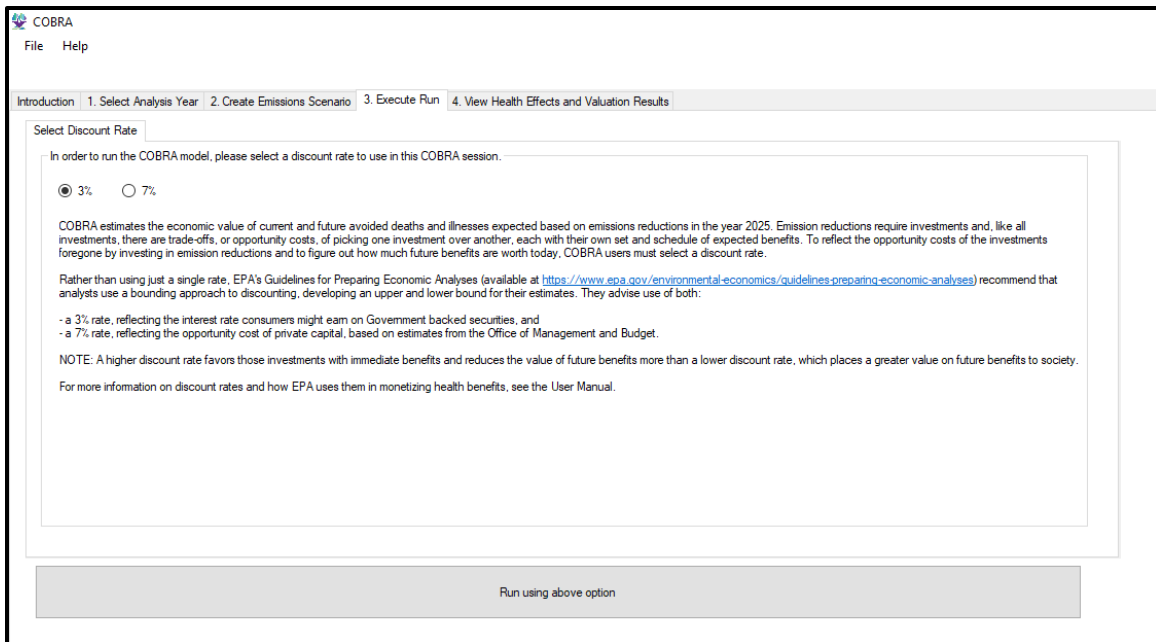 COBRA
File Help
Introduction 1. Select Analysis Year 2. Create Emissions Scenario 3. Execute Run 4. View Health Effects and Valuation Results
Select Discount Rate
In order to run the COBRA model, please select a discount rate to use in this COBRA session.
3% 7%
COBRA estimates the economic value of current and future avoided deaths and illnesses expected based on emissions reductions in the year 2025. Emission reductions require investments and, like all
investments, there are trade-offs, or opportunity costs, of picking one investment over another, each with their own set and schedule of expected benefits. To reflect the opportunity costs of the investments
foregone by investing in emission reductions and to figure out how much future benefits are worth today, COBRA users must select a discount rate.
Rather than using just a single rate, EPA's Guidelines for Preparing Economic Analyses (available at https://www.epa.gov/environmental-economics/guidelines-preparing-economic-analyses) recommend that
analysts use a bounding approach to discounting, developing an upper and lower bound for their estimates. They advise use of both:
- a 3% rate, reflecting the interest rate consumers might earn on Government backed securities, and
- a 7% rate, reflecting the opportunity cost of private capital, based on estimates from the Office of Management and Budget.
NOTE: A higher discount rate favors those investments with immediate benefits and reduces the value of future benefits more than a lower discount rate, which places a greater value on future benefits to society.
For more information on discount rates and how EPA uses them in monetizing health benefits, see the User Manual.
Run using above option